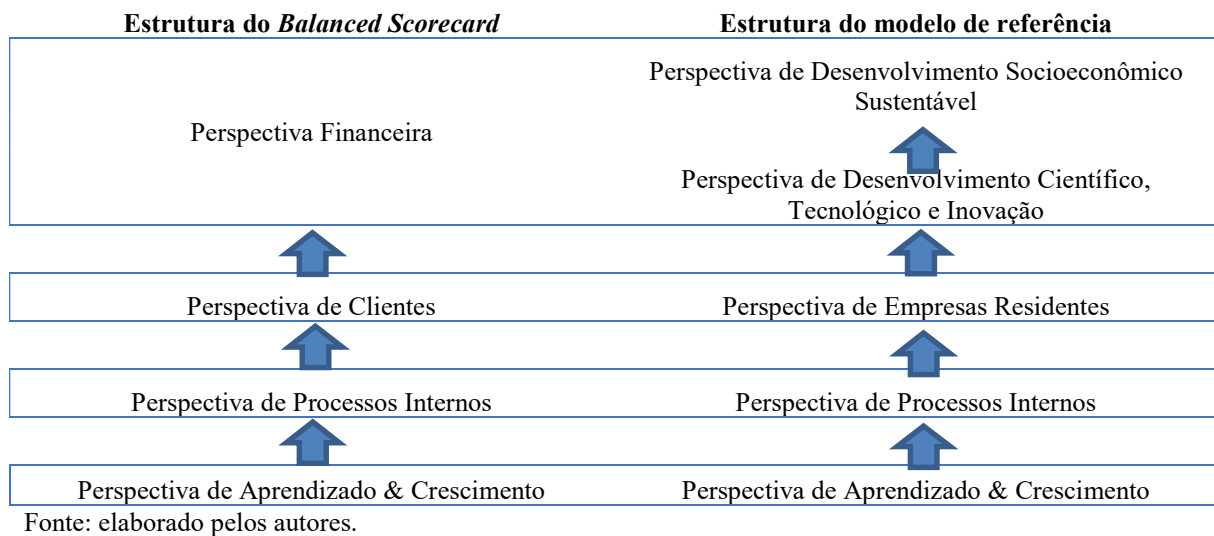 Estrutura do Balanced Scorecard
Estrutura do modelo de referência
Perspectiva Financeira
Perspectiva de Desenvolvimento Socioeconômico
Sustentável
Perspectiva de Desenvolvimento Científico,
Tecnológico e Inovação
Perspectiva de Clientes
Perspectiva de Empresas Residentes
Perspectiva de Processos Internos
Perspectiva de Processos Internos
Perspectiva de Aprendizado & Crescimento
Perspectiva de Aprendizado & Crescimento
Fonte: elaborado pelos autores.